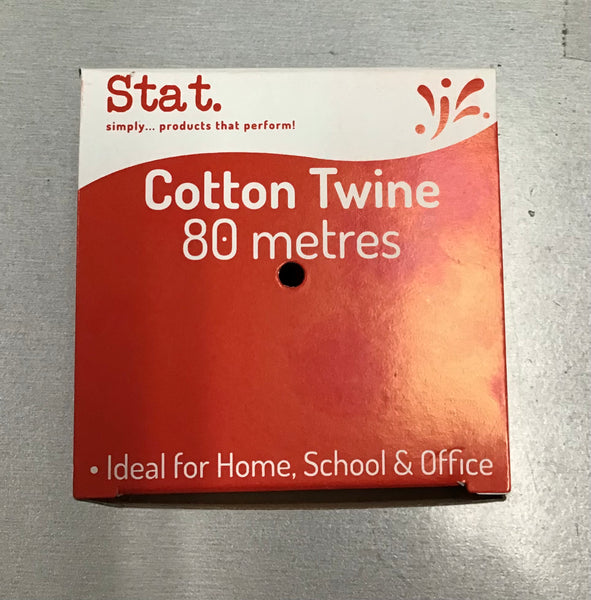 Stat.
simply... products that perform!
Cotton Twine
80 metres
• Ideal for Home, School & Office